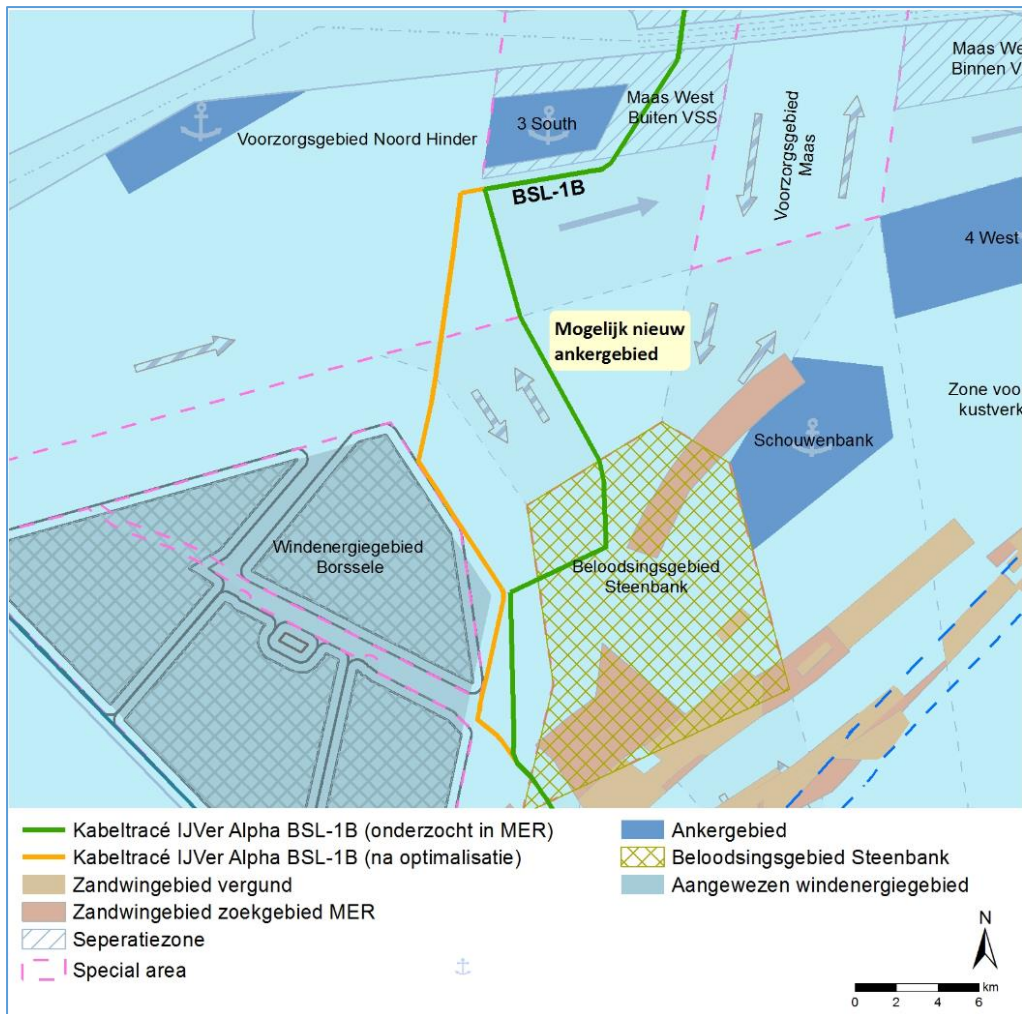 Maas We
Binnen V
3 South
Maas West
Buiten VSS
Voorzorgsgebied Noord Hinder
Voorzorgsgebied
Maas
BSL-1B
4 West
Mogelijk nieuw
ankergebied
Zone voo
kustverk
Schouwenbank
Windenergiegebied
Borssele
Beloodsingsgebied
Steenbank
Kabeltracé IJVer Alpha BSL-1B (onderzocht in MER)
Kabeltracé IJVer Alpha BSL-1B (na optimalisatie)
Zandwingebied vergund
Zandwingebied zoekgebied MER
Seperatiezone
Special area
Ankergebied
Beloodsingsgebied Steenbank
Aangewezen windenergiegebied
N
km
0 2 4 6